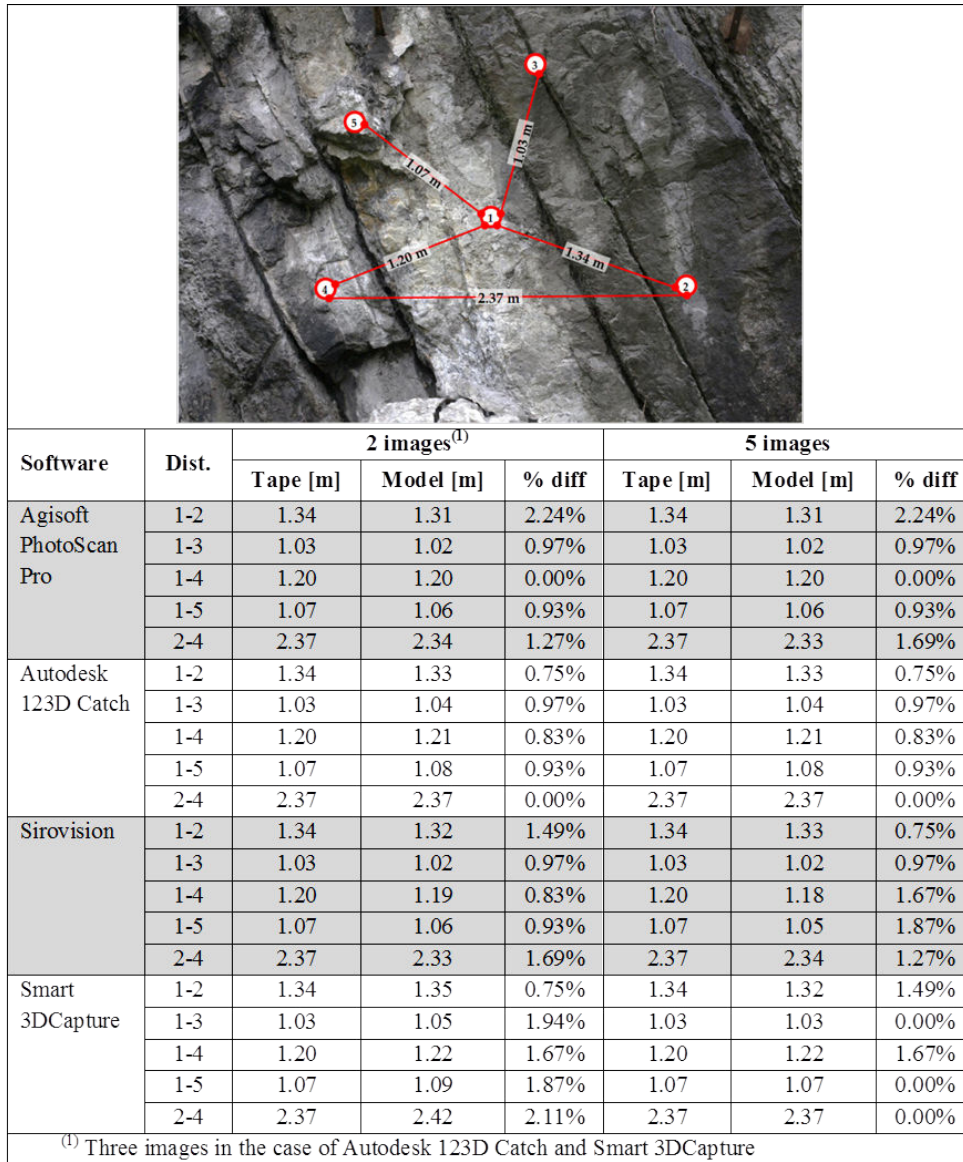 3
5
1.03 m
1.07 m
1
1.20 m
1.34 m
4
2
2.37 m
Software Dist. 2 images(1) 5 images
Tape [m] Model [m] % diff Tape [m] Model [m] % diff
Agisoft 1-2 1.34 1.31 2.24% 1.34 1.31 2.24%
PhotoScan 1-3 1.03 1.02 0.97% 1.03 1.02 0.97%
Pro 1-4 1.20 1.20 0.00% 1.20 1.20 0.00%
1-5 1.07 1.06 0.93% 1.07 1.06 0.93%
2-4 2.37 2.34 1.27% 2.37 2.33 1.69%
Autodesk 1-2 1.34 1.33 0.75% 1.34 1.33 0.75%
123D Catch 1-3 1.03 1.04 0.97% 1.03 1.04 0.97%
1-4 1.20 1.21 0.83% 1.20 1.21 0.83%
1-5 1.07 1.08 0.93% 1.07 1.08 0.93%
2-4 2.37 2.37 0.00% 2.37 2.37 0.00%
Sirovision 1-2 1.34 1.32 1.49% 1.34 1.33 0.75%
1-3 1.03 1.02 0.97% 1.03 1.02 0.97%
1-4 1.20 1.19 0.83% 1.20 1.18 1.67%
1-5 1.07 1.06 0.93% 1.07 1.05 1.87%
2-4 2.37 2.33 1.69% 2.37 2.34 1.27%
Smart 1-2 1.34 1.35 0.75% 1.34 1.32 1.49%
3DCapture 1-3 1.03 1.05 1.94% 1.03 1.03 0.00%
1-4 1.20 1.22 1.67% 1.20 1.22 1.67%
1-5 1.07 1.09 1.87% 1.07 1.07 0.00%
2-4 2.37 2.42 2.11% 2.37 2.37 0.00%
(1) Three images in the case of Autodesk 123D Catch and Smart 3DCapture